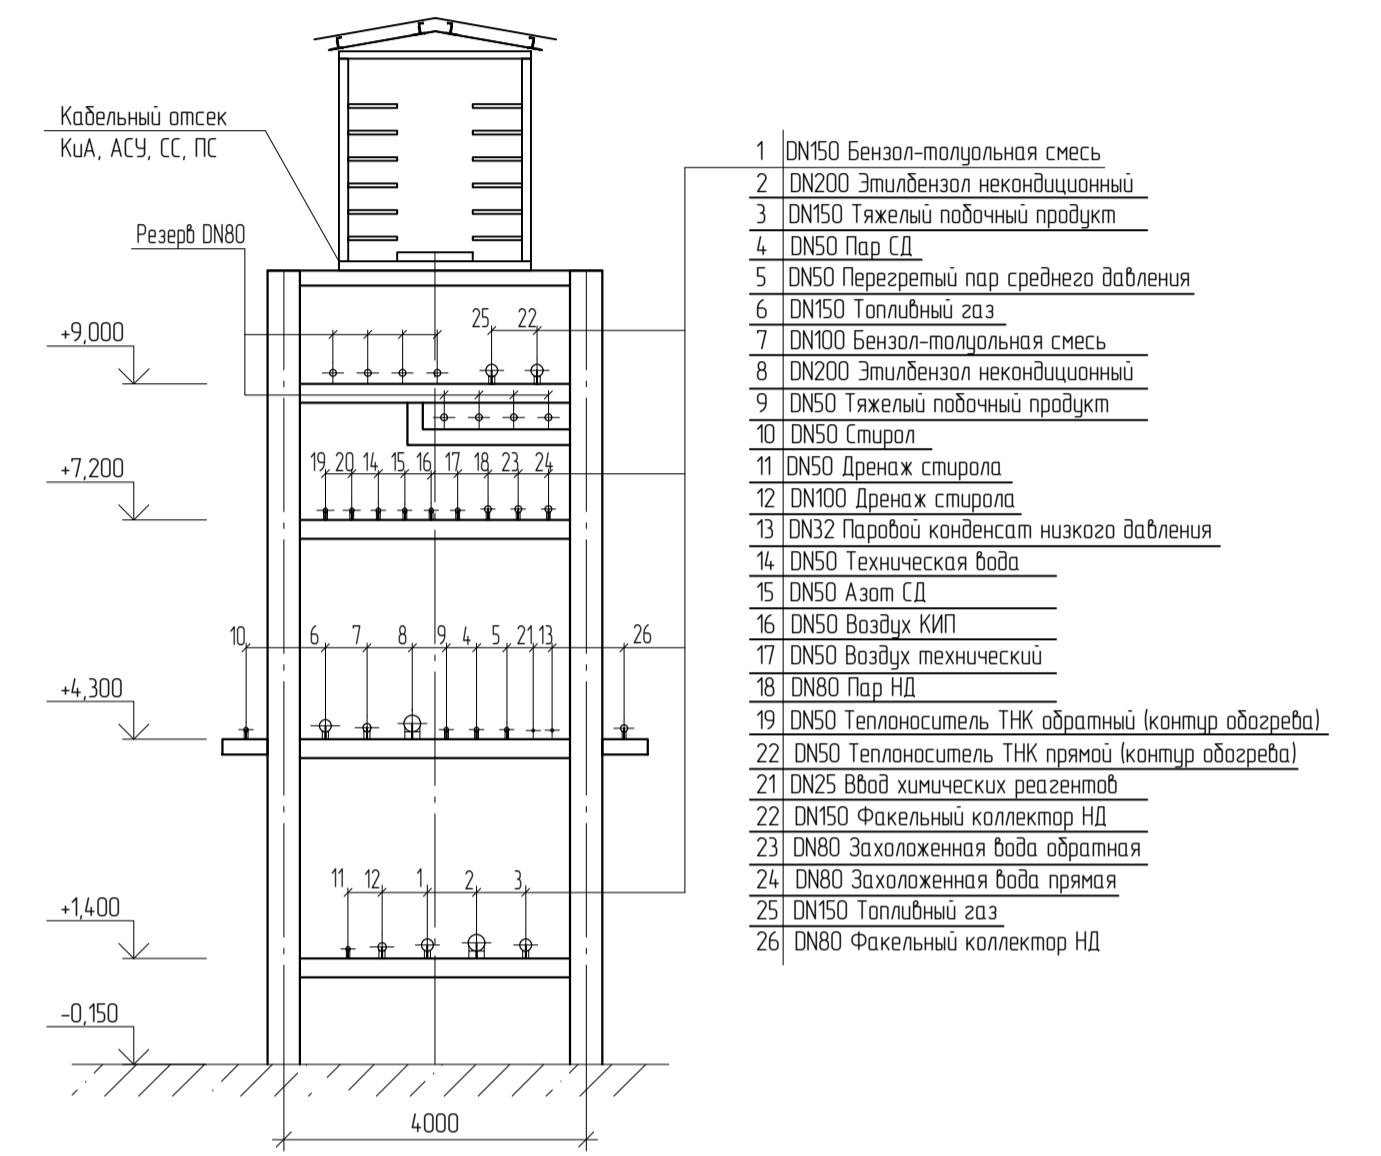 Кабельный отсек
КиА, АСУ, СС, ПС
Резерв DN80
+9,000
25 22
+7,200
19 20 14 15 16 17 18 23 24
+4,300
10 6 7 8 9 4 5 21 13 26
+1,400
11 12 1 2 3
-0,150
4000
1 DN150 Бензол-толуольная смесь
2 DN200 Этилбензол некондиционный
3 DN150 Тяжелый побочный продукт
4 DN50 Пар СД
5 DN50 Перегретый пар среднего давления
6 DN150 Топливный газ
7 DN100 Бензол-толуольная смесь
8 DN200 Этилбензол некондиционный
9 DN50 Тяжелый побочный продукт
10 DN50 Стирол
11 DN50 Дренаж стирола
12 DN100 Дренаж стирола
13 DN32 Паровой конденсат низкого давления
14 DN50 Техническая вода
15 DN50 Азот СД
16 DN50 Воздух КИП
17 DN50 Воздух технический
18 DN80 Пар НД
19 DN50 Теплоноситель ТНК обратный (контур обогрева)
22 DN50 Теплоноситель ТНК прямой (контур обогрева)
21 DN25 Ввод химических реагентов
22 DN150 Факельный коллектор НД
23 DN80 Захоложенная вода обратная
24 DN80 Захоложенная вода прямая
25 DN150 Топливный газ
26 DN80 Факельный коллектор НД